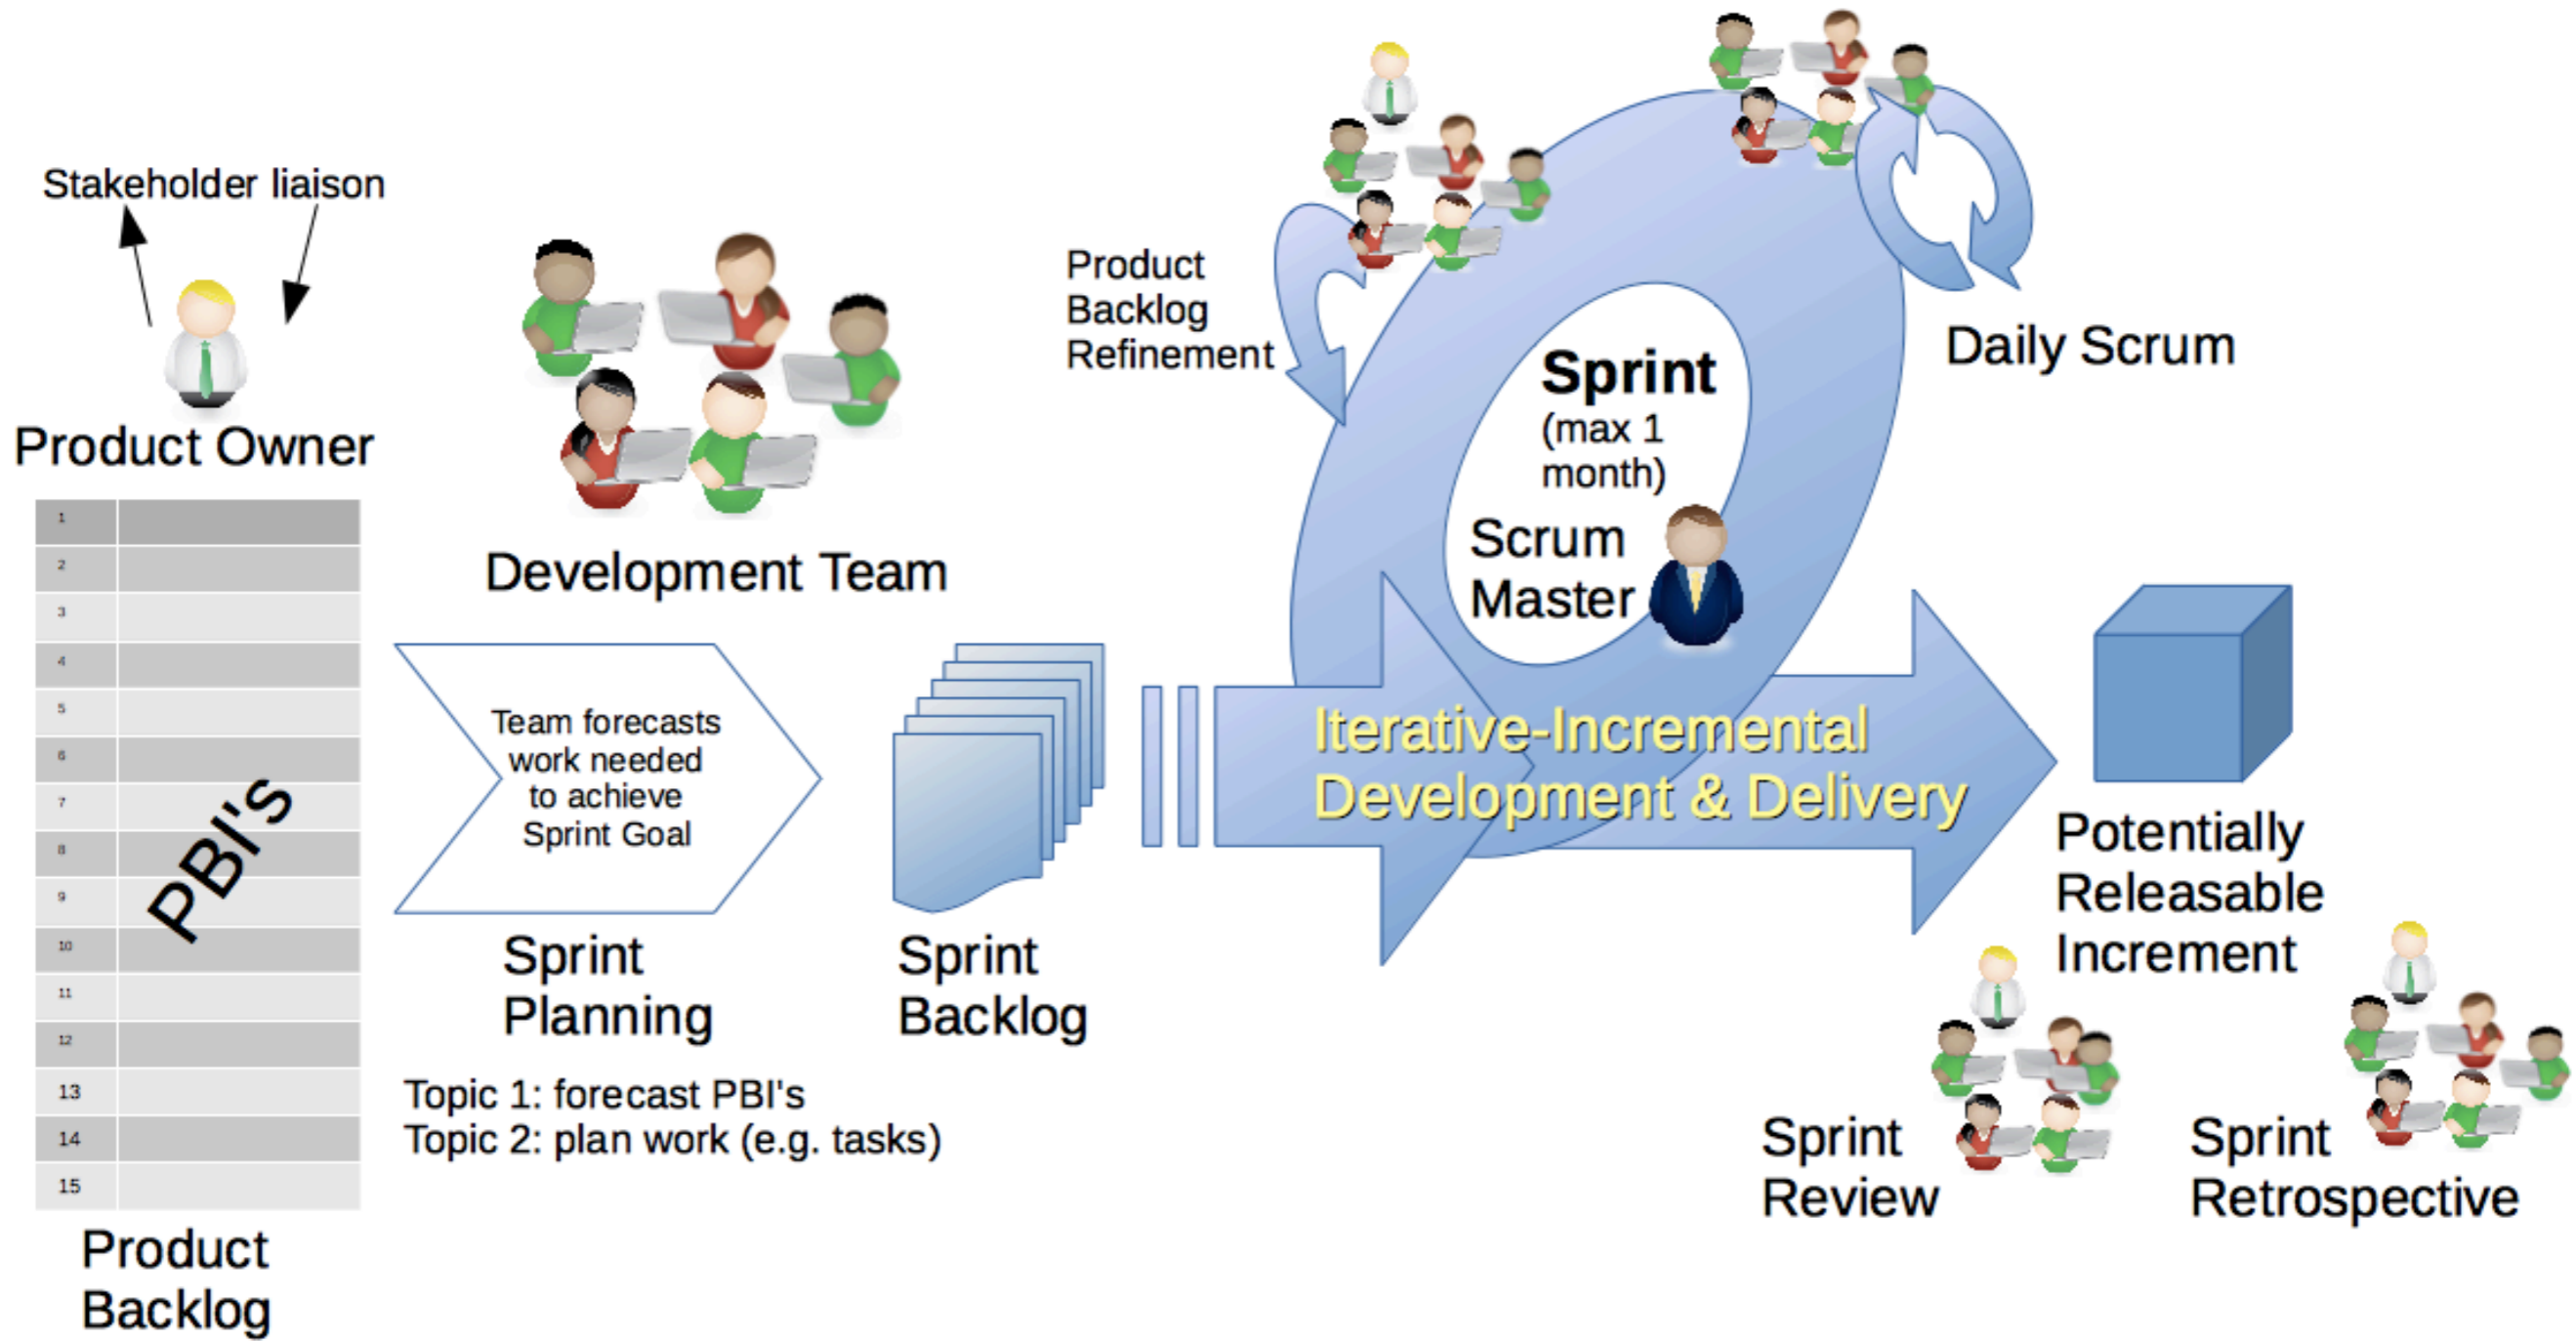 Stakeholder liaison
Product Owner
1
2
3
4
5
6
7
8
9
10
11
12
13
14
15
PBI's
Product
Backlog
Development Team
Team forecasts
work needed
to achieve
Sprint Goal
Sprint
Planning
Topic 1: forecast PBI's
Topic 2: plan work (e.g. tasks)
Sprint
Backlog
Product
Backlog
Refinement
Sprint
(max 1
month)
Scrum
Master
Daily Scrum
Iterative-Incremental
Development & Delivery
Potentially
Releasable
Increment
Sprint
Review
Sprint
Retrospective